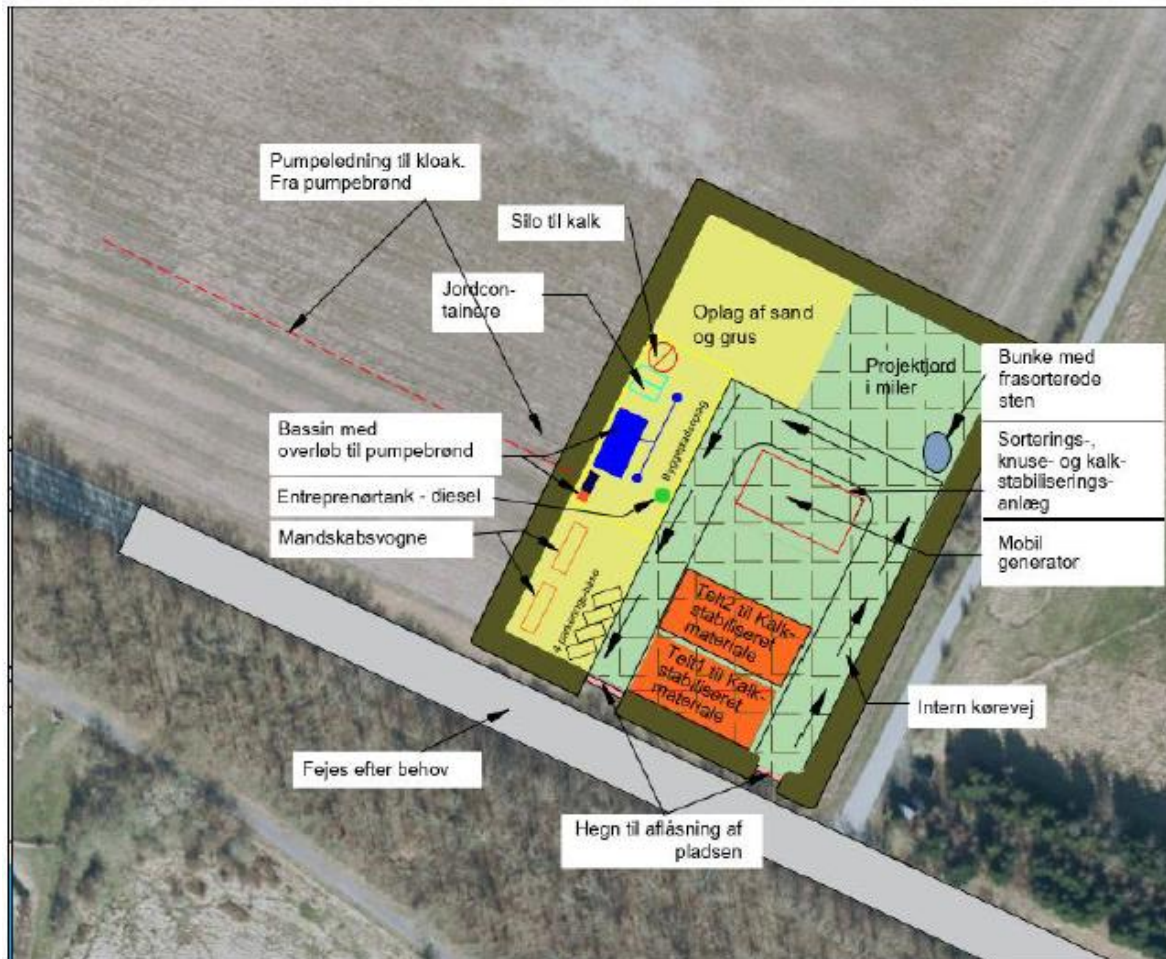 Pumpeledning til kloak.
Fra pumpebrønd
Silo til kalk
Jordcon-
tainere
Oplag af sand
og grus
Projektjord
i miler
Bunke med
frasorterede
sten
Bassin med
overløb til pumpebrønd
Sorterings-,
knuse- og kalk-
stabiliserings-
anlæg
Entreprenørtank - diesel
Mandskabsvogne
Mobil
generator
4 parkerings-båse
Telt2 til Kalk-
stabiliseret
materiale
Telt1 til Kalk-
stabiliseret
materiale
Intern kørevej
Fejes efter behov
Hegn til aflåsning af
pladsen